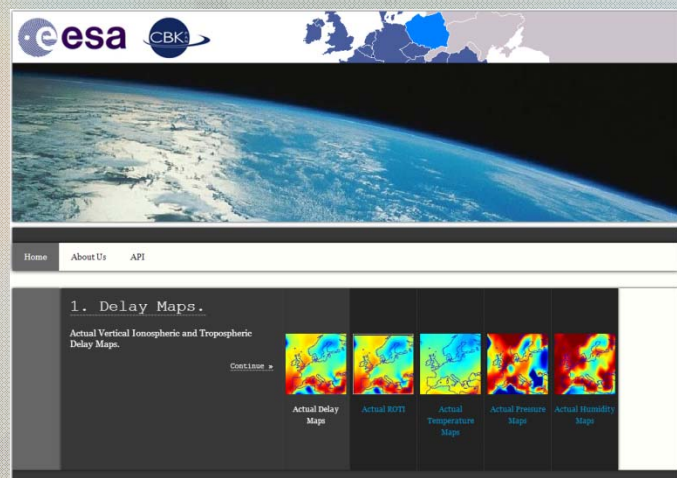 esa
CBK
Home About Us API
1. Delay Maps.
Actual Vertical Ionospheric and Tropospheric
Delay Maps.
Continue »
Actual Delay
Maps
Actual ROTI
Actual
Temperature
Maps
Actual Pressure
Maps
Actual Humidity
Maps